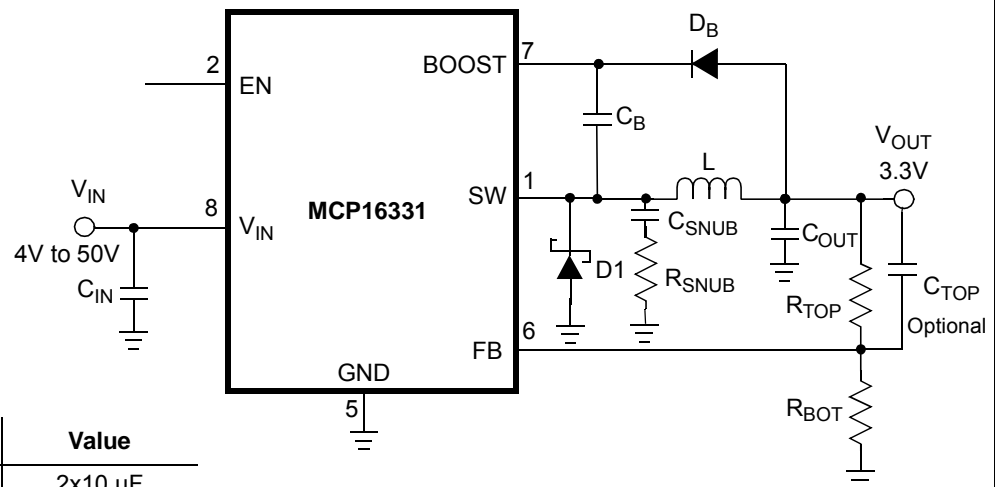 D_B
7
2
BOOST
EN
C_B
V_OUT
3.3V
L
1
V_IN
SW
8
MCP16331
V_IN
C_SNUB
C_OUT
4V to 50V
D1
R_SNUB
C_IN
C_TOP
R_TOP
Optional
6
FB
GND
5
R_BOT
Value
2x10 µF